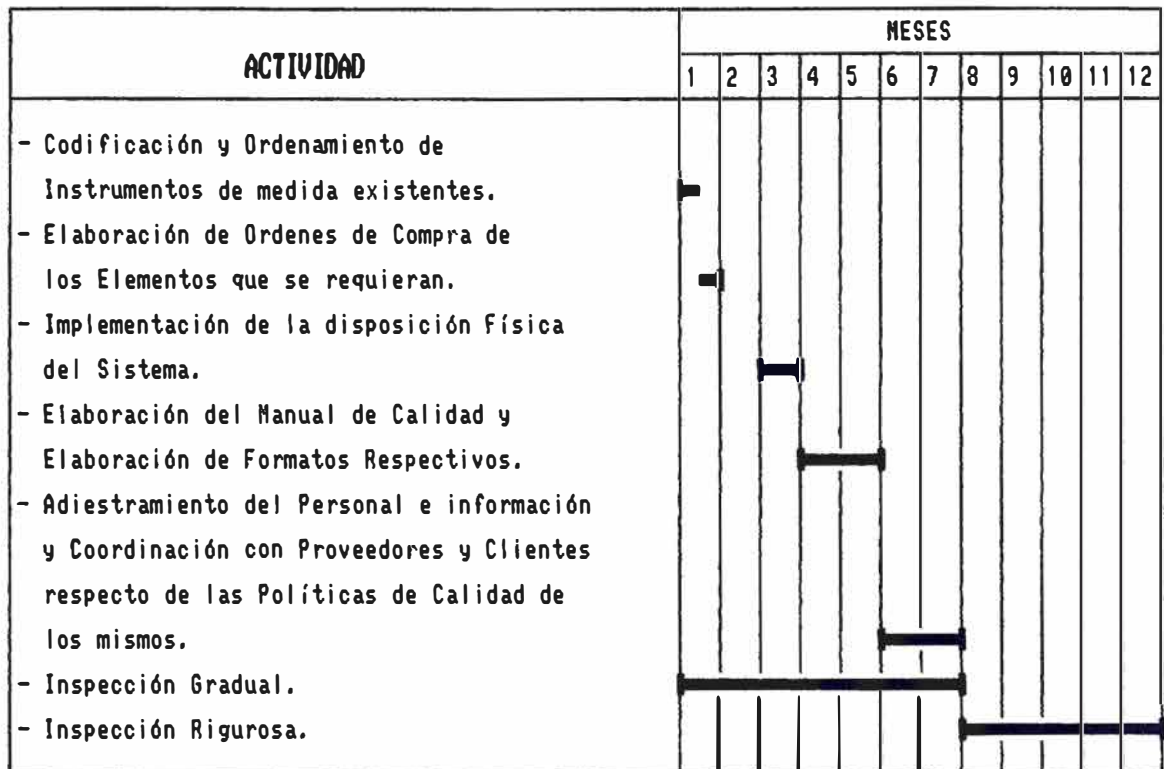 MESES
ACTIVIDAD
1 2 3 4 5 6 7 8 9 10 11 12
- Codificación y Ordenamiento de
Instrumentos de medida existentes.
- Elaboración de Ordenes de Compra de
los Elementos que se requieran.
- Implementación de la disposición Física
del Sistema.
- Elaboración del Manual de Calidad y
Elaboración de Formatos Respectivos.
- Adiestramiento del Personal e información
y Coordinación con Proveedores y Clientes
respecto de las Políticas de Calidad de
los mismos.
- Inspección Gradual.
- Inspección Rigurosa.